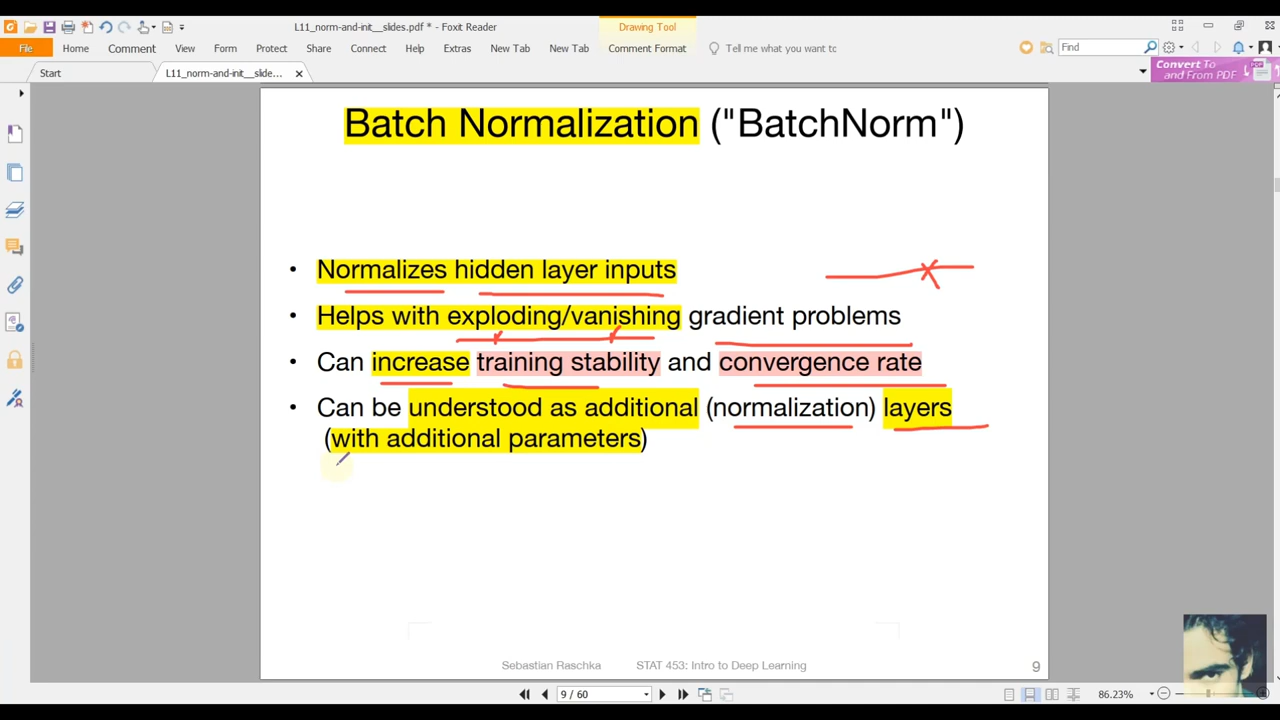 L11_norm-and-init__slides.pdf * - Foxit Reader
Drawing Tool
File
Home
Comment
View
Form
Protect
Share
Connect
Help
Extras
New Tab
New Tab
Comment Format
Tell me what you want tc
Find
Start
L11_norm-and-init__slide...
Convert To
and From PDF
Batch Normalization ("BatchNorm")
• Normalizes hidden layer inputs
• Helps with exploding/vanishing gradient problems
• Can increase training stability and convergence rate
• Can be understood as additional (normalization) layers
(with additional parameters)
Sebastian Raschka
STAT 453: Intro to Deep Learning
9
9 / 60
86.23%